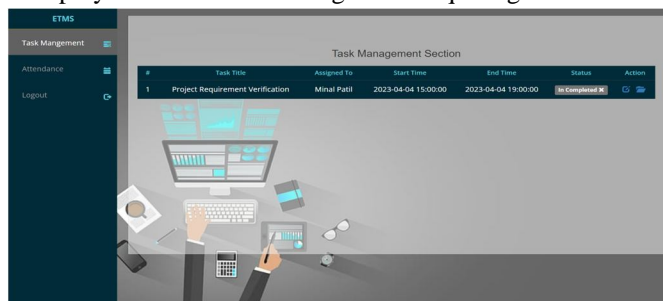 ETMS
Task Mangement
Attendance
Logout
Task Management Section
# Task Title Assigned To Start Time End Time Status Action
1 Project Requirement Verification Minal Patil 2023-04-04 15:00:00 2023-04-04 19:00:00 In Completed ✖